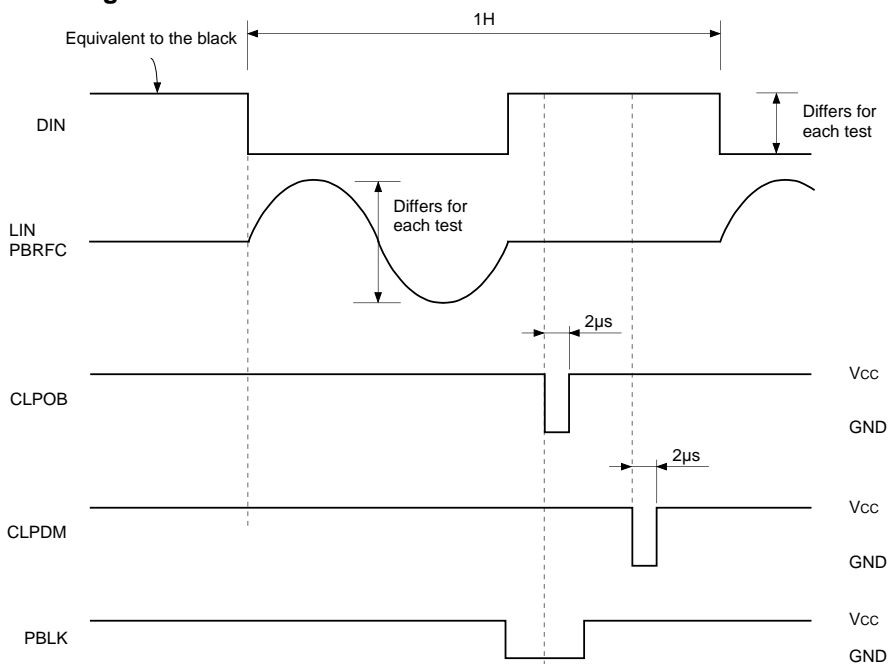 1H
Equivalent to the black
DIN
Differs for
each test
LIN
PBRFC
Differs for
each test
2µs
CLPOB
VCC
GND
2µs
CLPDM
VCC
GND
PBLK
VCC
GND